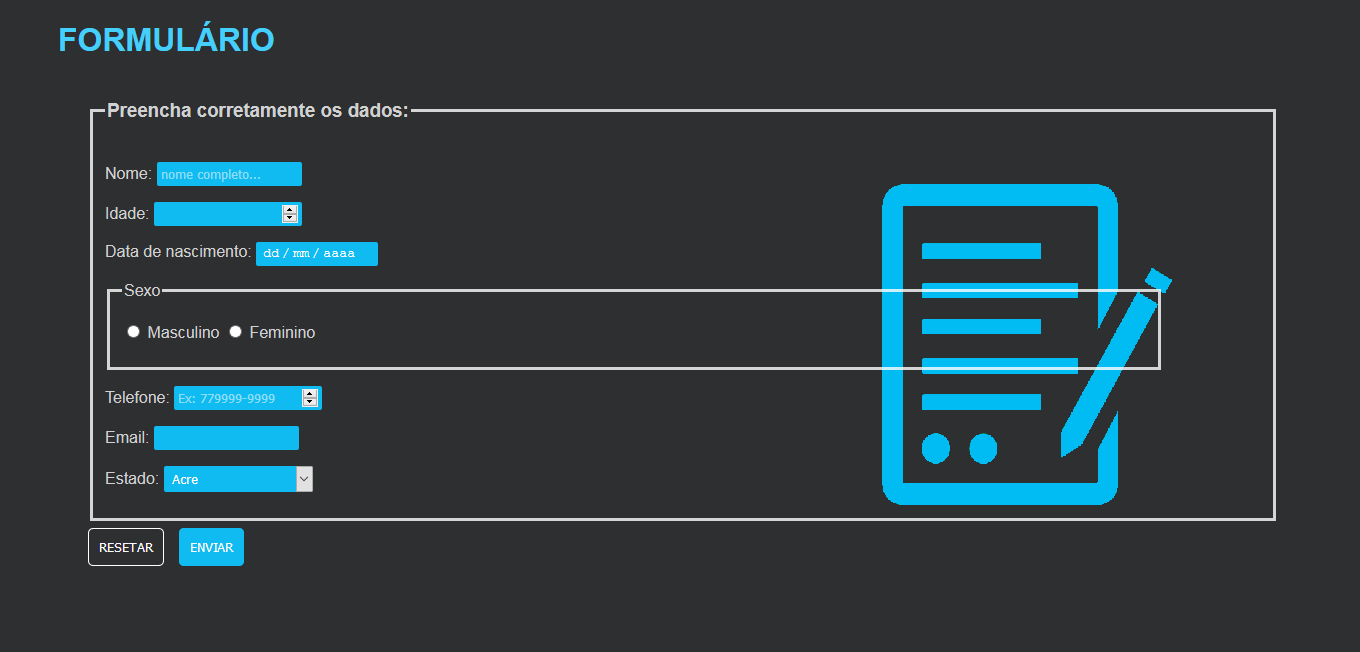 FORMULÁRIO
Preencha corretamente os dados:
Nome: nome completo...
Idade:
Data de nascimento: dd / mm / aaaa
Sexo
Masculino Feminino
Telefone: Ex: 779999-9999
Email:
Estado: Acre
RESETAR ENVIAR